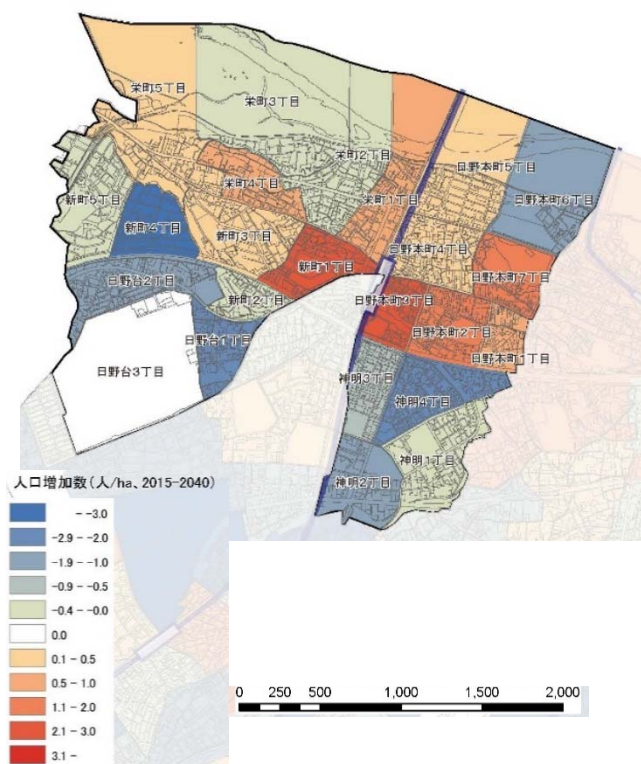 栄町5丁目
栄町3丁目
栄町2丁目
日野本町5丁目
栄町4丁目
新町5丁目
栄町1丁目
日野本町6丁目
新町4丁目
新町3丁目
日野本町4丁目
新町1丁目
日野本町7丁目
日野台2丁目
新町2丁目
日野本町3丁目
日野本町2丁目
日野台1丁目
日野本町1丁目
日野台3丁目
神明3丁目
神明4丁目
神明1丁目
神明2丁目
人口増加数(人/ha、2015-2040)
- -3.0
-2.9 - -2.0
-1.9 - -1.0
-0.9 - -0.5
-0.4 - -0.0
0.0
0.1 - 0.5
0.5 - 1.0
1.1 - 2.0
2.1 - 3.0
3.1 -
0 250 500 1,000 1,500 2,000